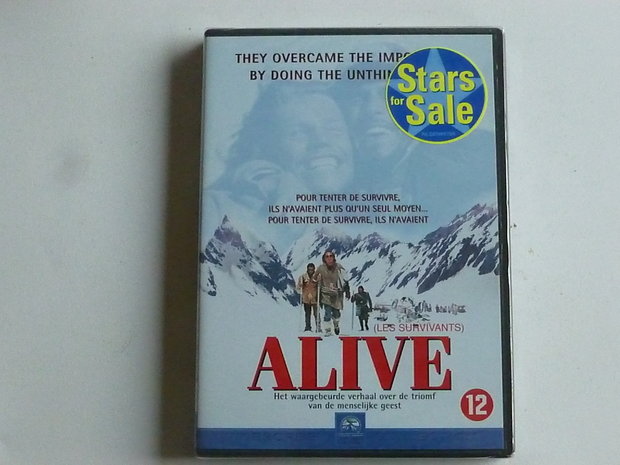 THEY OVERCAME THE
BY DOING THE
Stars
for
Sale
POUR TENTER DE SURVIVRE,
ILS N'AVAIENT PLUS QU'UN SEUL MOYEN...
POUR TENTER DE SURVIVRE, ILS N'AVAIENT
(LES SURVIVANTS)
ALIVE
Het waargebeurde verhaal over de triomf
van de menselijke geest
12